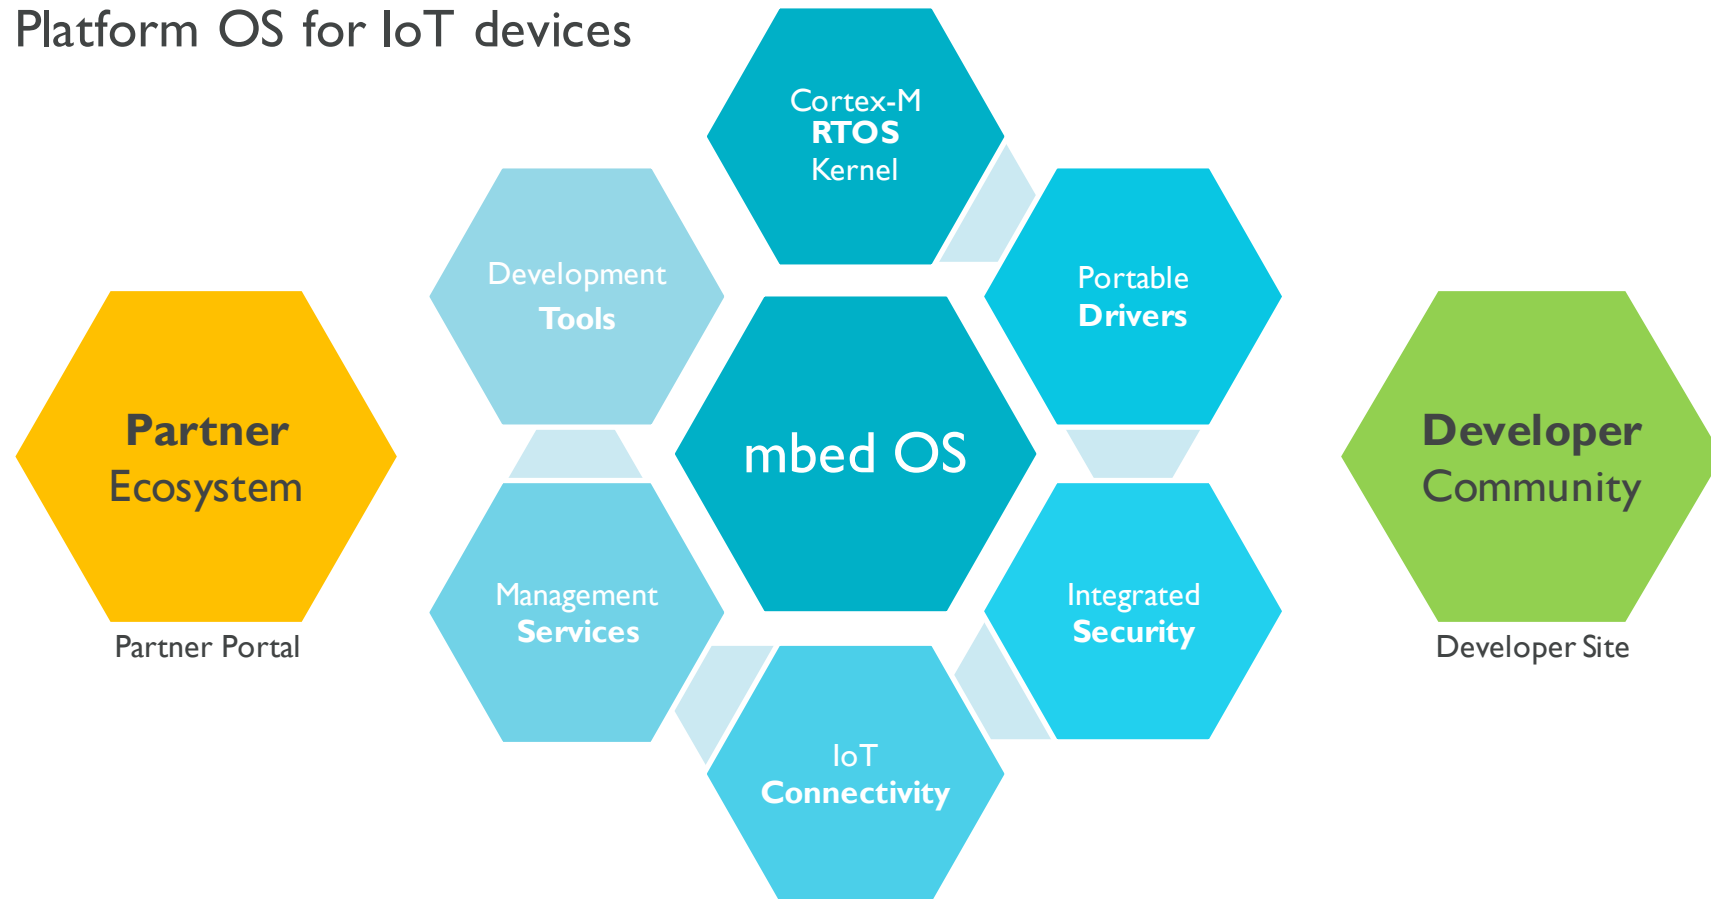 Platform OS for IoT devices
Cortex-M
RTOS
Kernel
Development
Tools
Portable
Drivers
Partner
Ecosystem
mbed OS
Developer
Community
Management
Services
Integrated
Security
Partner Portal
Developer Site
IoT
Connectivity